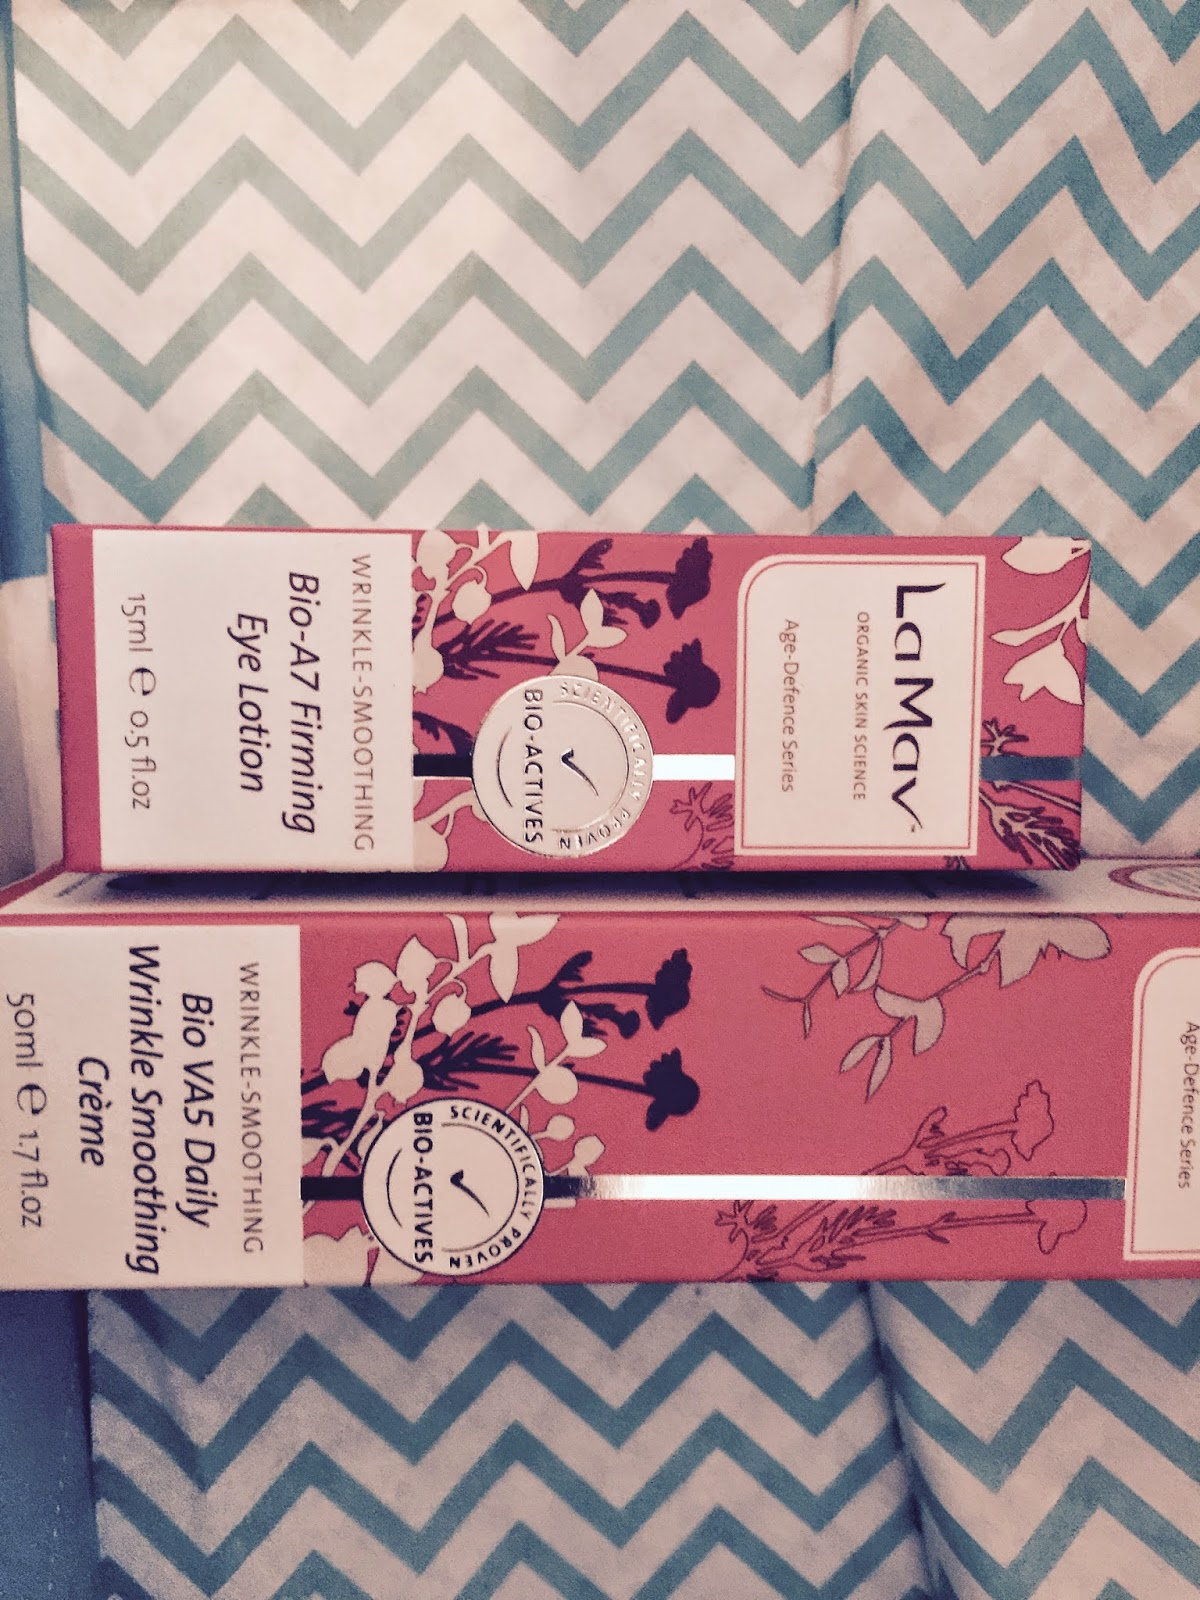 LaMav™
ORGANIC SKIN SCIENCE
Age-Defence Series
SCIENTIFICALLY PROVEN
BIO-ACTIVES
WRINKLE-SMOOTHING
Bio-A7 Firming
Eye Lotion
15ml e 0.5 fl.oz
Age-Defence Series
SCIENTIFICALLY PROVEN
BIO-ACTIVES
WRINKLE-SMOOTHING
Bio VA5 Daily
Wrinkle Smoothing
Crème
50ml e 1.7 fl.oz